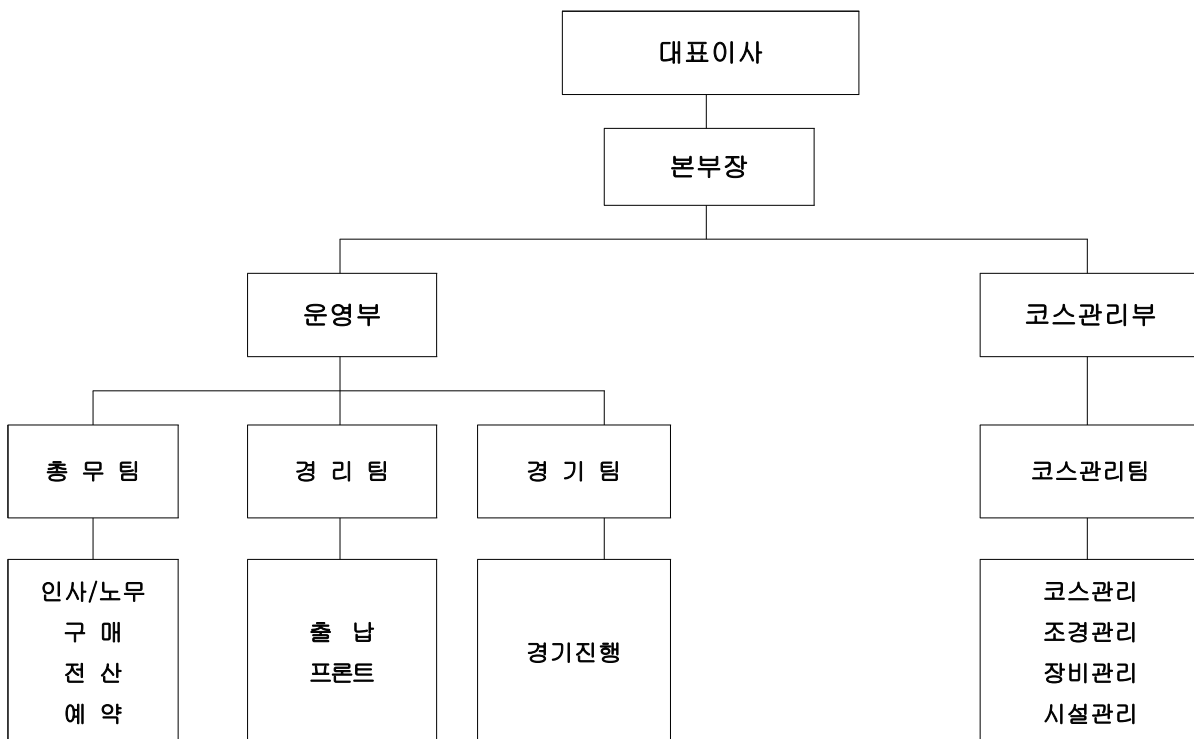 대표이사
본부장
운영부
코스관리부
총 무 팀
경 리 팀
경 기 팀
코스관리팀
인사/노무
구 매
전 산
예 약
출 납
프론트
경기진행
코스관리
조경관리
장비관리
시설관리